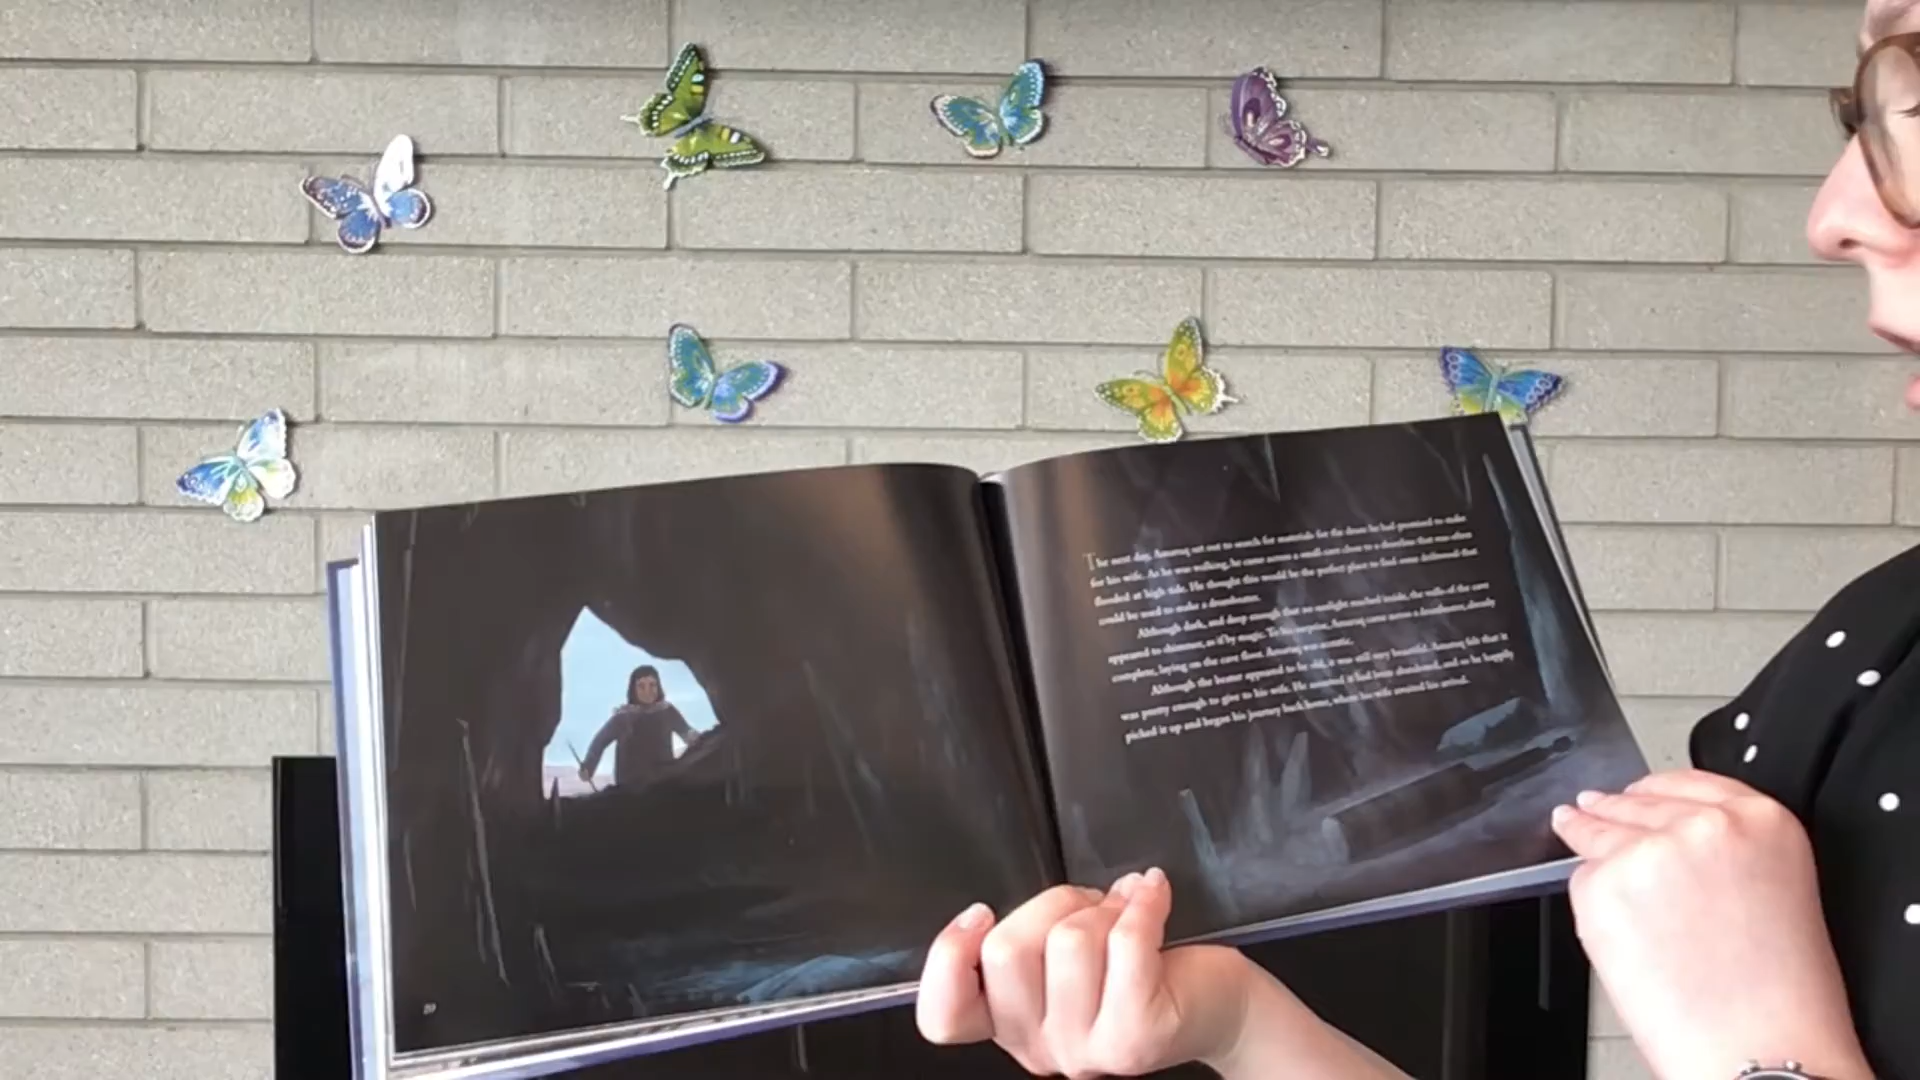 The next day, Amaruq set out to search for materials for the drum he had promised to make
for his wife. As he was walking, he came across a small cave close to a shoreline that was often
flooded at high tide. He thought this would be the perfect place to find some driftwood that
could be used to make a drumbeater.
Although dark, and deep enough that no sunlight reached inside, the walls of the cave
appeared to shimmer, as if by magic. To his surprise, Amaruq came across a drumbeater, already
complete, laying on the cave floor. Amaruq was ecstatic.
Although the beater appeared to be old, it was still very beautiful. Amaruq felt that it
was pretty enough to give to his wife. He assumed it had been abandoned, and so he happily
picked it up and began his journey back home, where his wife awaited his arrival.